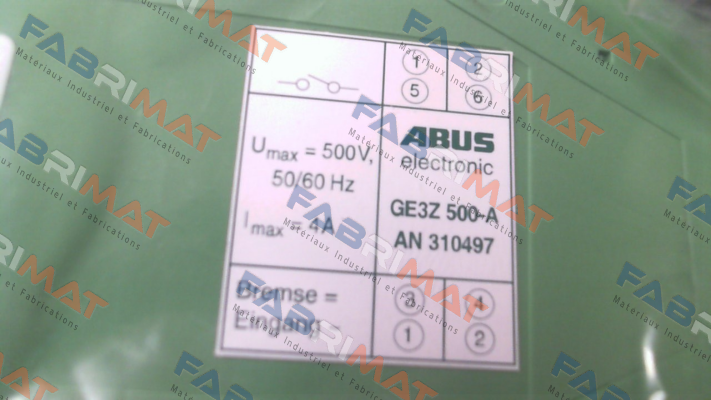 1 2
5 6
ABUS
electronic
Umax = 500V,
50/60 Hz
Imax = 4A
GE3Z 500-A
AN 310497
Bremse =
Eingang
3 4
1 2
FABRIMAT
Materiaux Industriel et Fabrications